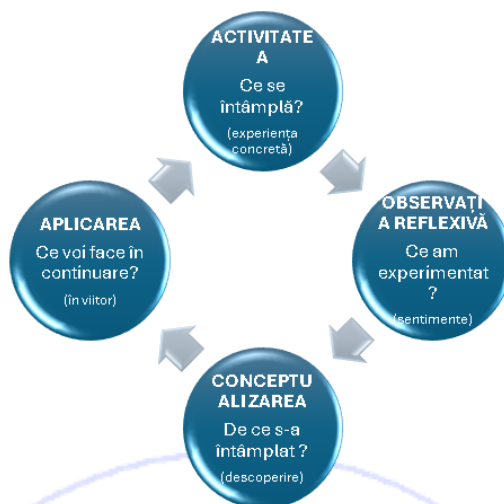 ACTIVITATE
A
Ce se
întâmplă?
(experiența
concretă)
OBSERVAȚI
A REFLEXIVĂ
Ce am
experimentat
?
(sentimente)
CONCEPTU
ALIZAREA
De ce s-a
întâmplat ?
(descoperire)
APLICAREA
Ce voi face în
continuare?
(în viitor)